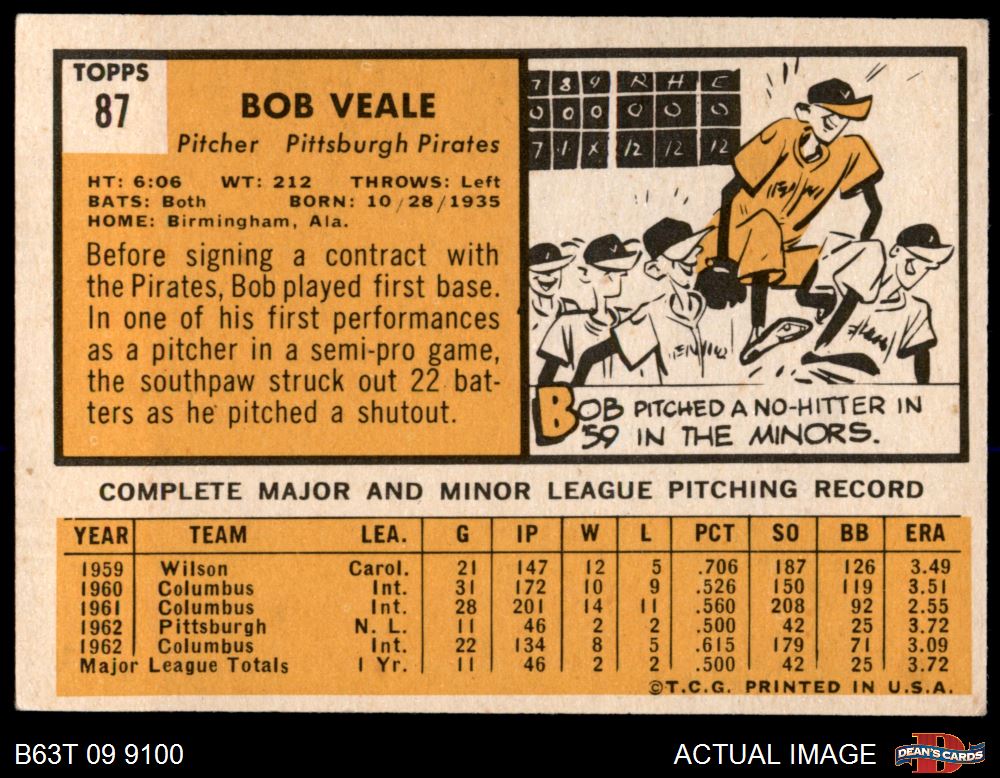 TOPPS
87
BOB VEALE
Pitcher Pittsburgh Pirates
HT: 6:06 WT: 212 THROWS: Left
BATS: Both BORN: 10/28/1935
HOME: Birmingham, Ala.
Before signing a contract with
the Pirates, Bob played first base.
In one of his first performances
as a pitcher in a semi-pro game,
the southpaw struck out 22 bat-
ters as he pitched a shutout.
7 8 9 R H E
0 0 0 0 0 0
7 1 X 12 12 12
BOB PITCHED A NO-HITTER IN
'59 IN THE MINORS.
COMPLETE MAJOR AND MINOR LEAGUE PITCHING RECORD
YEAR TEAM LEA. G IP W L PCT SO BB ERA
1959 Wilson Carol. 21 147 12 5 .706 187 126 3.49
1960 Columbus Int. 31 172 10 9 .526 150 119 3.51
1961 Columbus Int. 28 201 14 11 .560 208 92 2.55
1962 Pittsburgh N. L. 11 46 2 2 .500 42 25 3.72
1962 Columbus Int. 22 134 8 5 .615 179 71 3.09
Major League Totals 1 Yr. 11 46 2 2 .500 42 25 3.72
©T.C.G. PRINTED IN U.S.A.
B63T 09 9100
ACTUAL IMAGE
DEAN'S CARDS